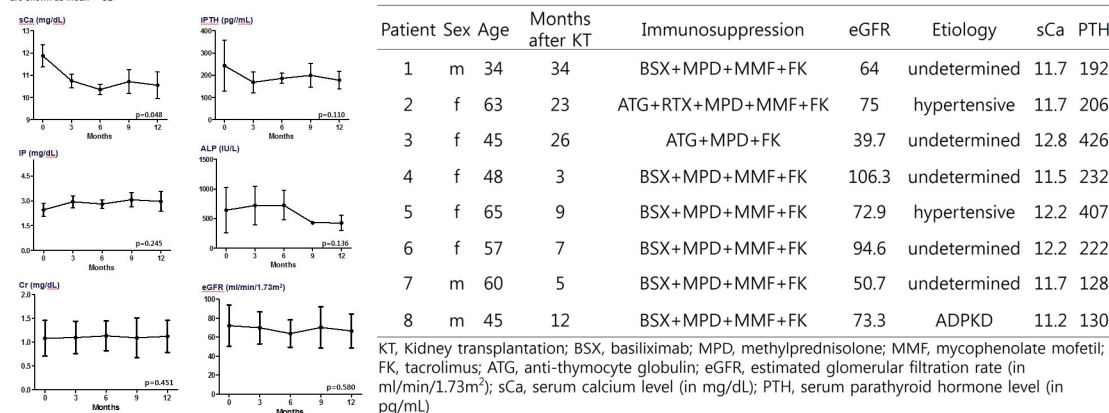 sCa (mg/dL)
13
12
11
10
9
0 3 6 9 12
Months
p=0.048
iPTH (pg//mL)
400
300
200
100
0
0 3 6 9 12
Months
p=0.110
IP (mg/dL)
4.5
3.0
1.5
0.0
0 3 6 9 12
Months
p=0.245
ALP (IU/L)
1500
1000
500
0
0 3 6 9 12
Months
p=0.136
Cr (mg/dL)
2.0
1.5
1.0
0.5
0.0
0 3 6 9 12
Months
p=0.451
eGFR (ml/min/1.73m²)
100
80
60
40
20
0
0 3 6 9 12
Months
p=0.580
Patient Sex Age Months after KT Immunosuppression eGFR Etiology sCa PTH
1 m 34 34 BSX+MPD+MMF+FK 64 undetermined 11.7 192
2 f 63 23 ATG+RTX+MPD+MMF+FK 75 hypertensive 11.7 206
3 f 45 26 ATG+MPD+FK 39.7 undetermined 12.8 426
4 f 48 3 BSX+MPD+MMF+FK 106.3 undetermined 11.5 232
5 f 65 9 BSX+MPD+MMF+FK 72.9 hypertensive 12.2 407
6 f 57 7 BSX+MPD+MMF+FK 94.6 undetermined 12.2 222
7 m 60 5 BSX+MPD+MMF+FK 50.7 undetermined 11.7 128
8 m 45 12 BSX+MPD+MMF+FK 73.3 ADPKD 11.2 130
KT, Kidney transplantation; BSX, basiliximab; MPD, methylprednisolone; MMF, mycophenolate mofetil;
FK, tacrolimus; ATG, anti-thymocyte globulin; eGFR, estimated glomerular filtration rate (in
ml/min/1.73m²); sCa, serum calcium level (in mg/dL); PTH, serum parathyroid hormone level (in
pg/mL)